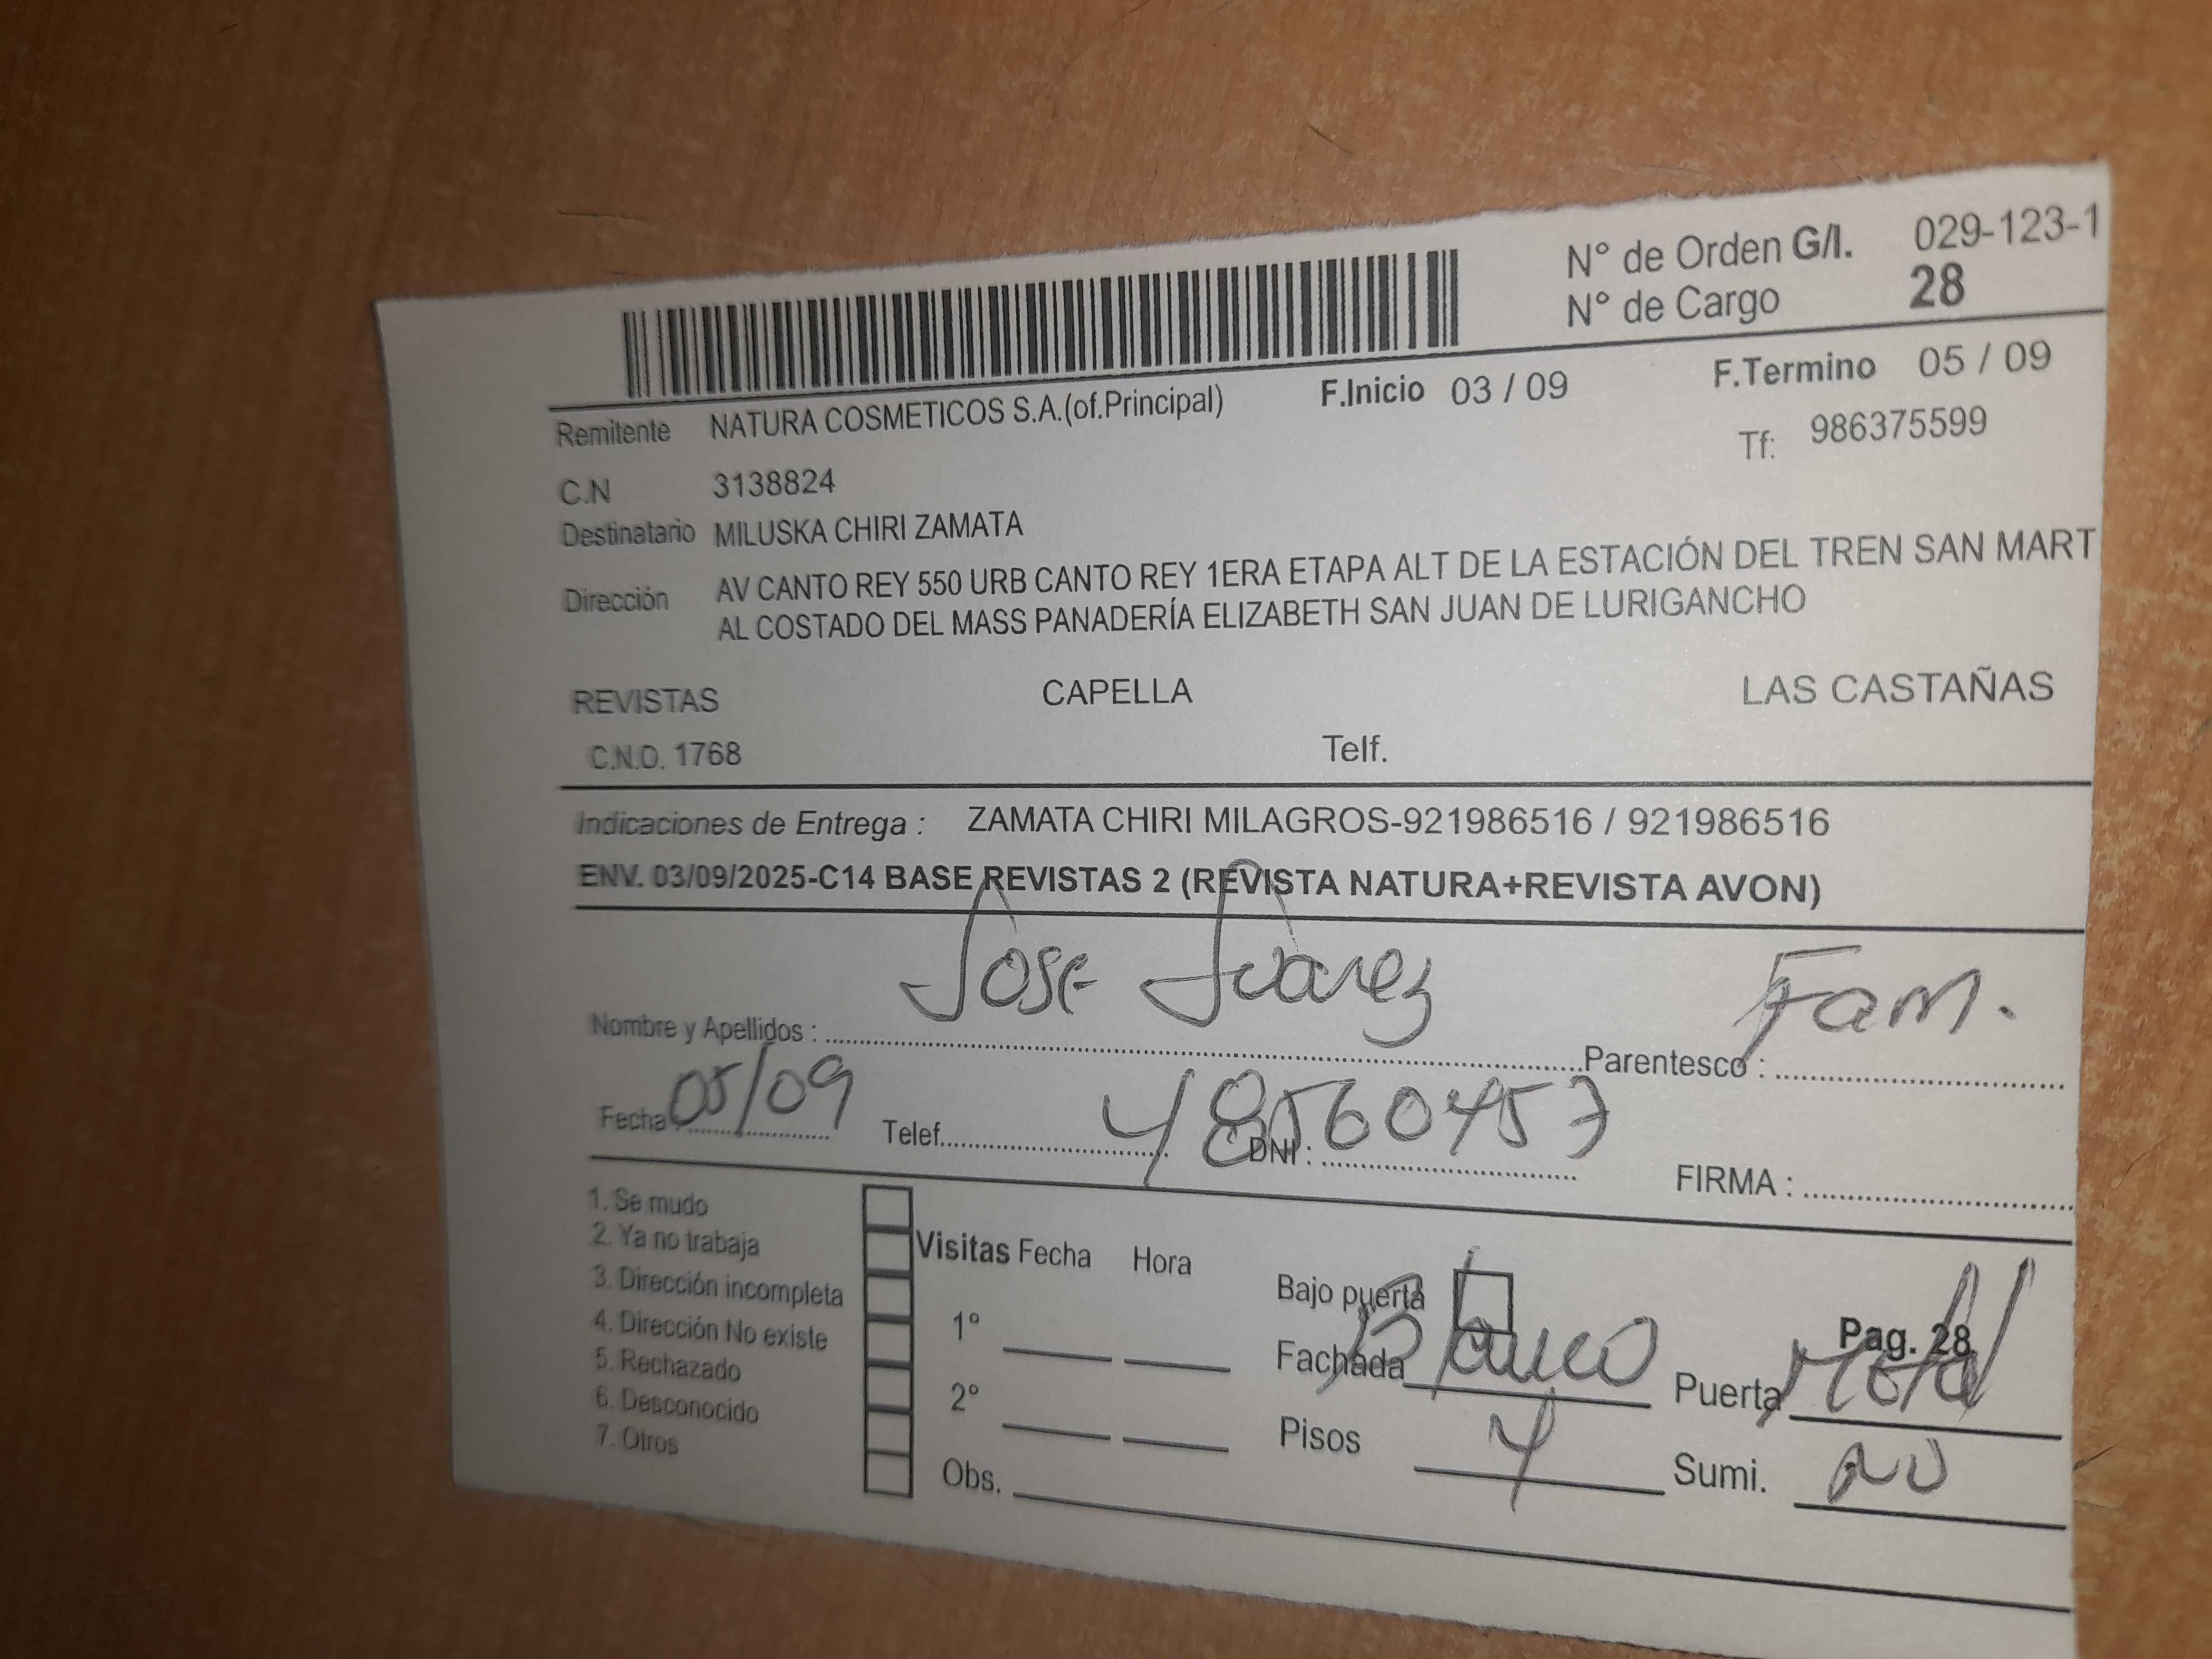 N° de Orden G/I. 029-123-1
N° de Cargo 28
F.Inicio 03 / 09 F.Termino 05 / 09
Remitente NATURA COSMETICOS S.A.(of.Principal) Tf: 986375599
C.N 3138824
Destinatario MILUSKA CHIRI ZAMATA
Dirección AV CANTO REY 550 URB CANTO REY 1ERA ETAPA ALT DE LA ESTACIÓN DEL TREN SAN MART
AL COSTADO DEL MASS PANADERÍA ELIZABETH SAN JUAN DE LURIGANCHO
REVISTAS CAPELLA LAS CASTAÑAS
C.N.O. 1768 Telf.
Indicaciones de Entrega : ZAMATA CHIRI MILAGROS-921986516 / 921986516
ENV. 03/09/2025-C14 BASE REVISTAS 2 (REVISTA NATURA+REVISTA AVON)
Nombre y Apellidos : Jose Juarez Parentesco : Fam.
Fecha : 05/09 Telef. DNI : 48560457 FIRMA :
1. Se mudo
2. Ya no trabaja
3. Dirección incompleta
4. Dirección No existe
5. Rechazado
6. Desconocido
7. Otros
Visitas Fecha Hora
1°
2°
Obs.
Bajo puerta
Pag. 28
Fachada Blanco Puerta Metal
Pisos 4 Sumi. no